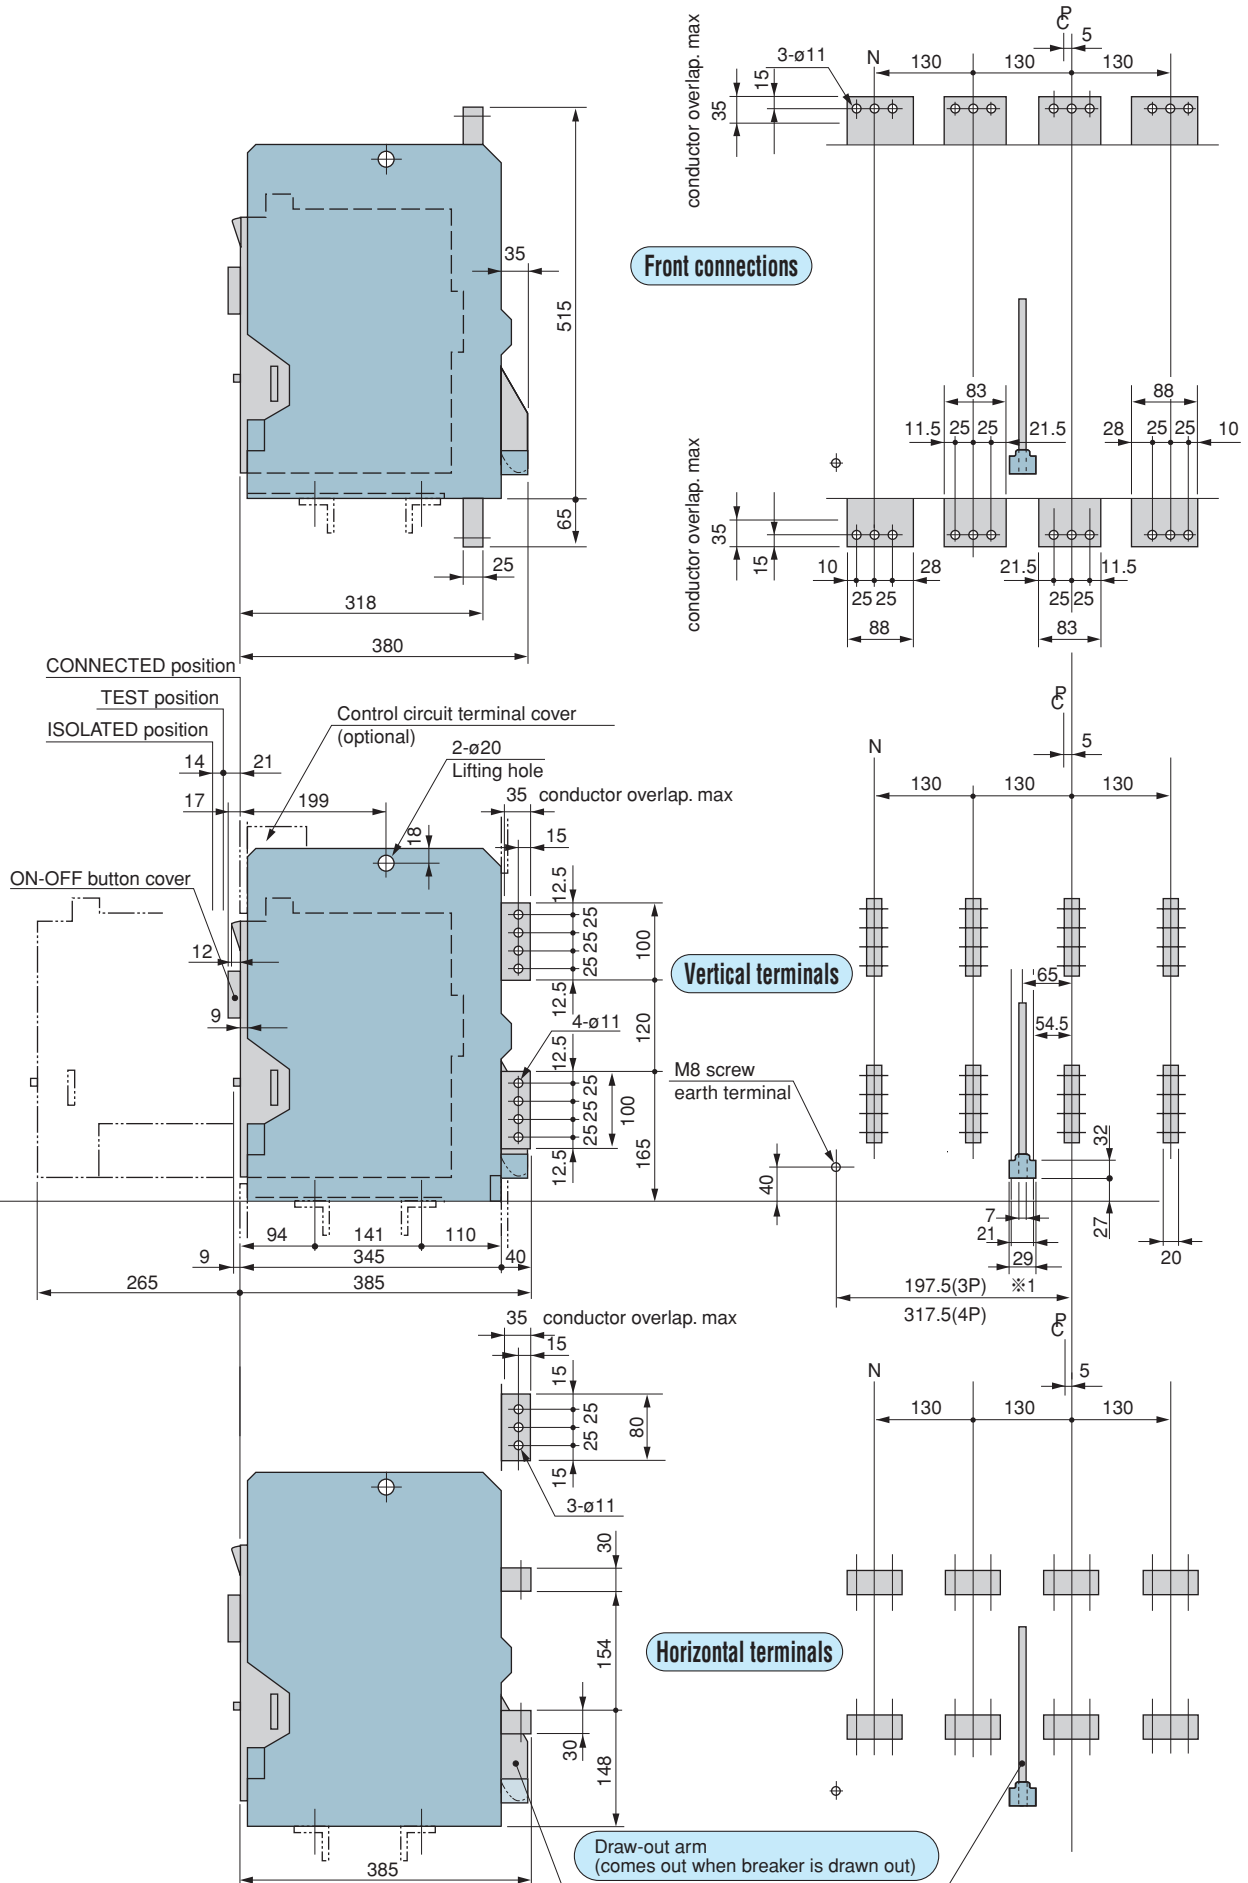 conductor overlap. max
3-ø11
N
P
C
5
15
35
130
130
130
35
515
65
25
318
380
Front connections
83
88
11.5
25
25
21.5
28
25
25
10
conductor overlap. max
35
15
10
25
25
28
21.5
25
25
11.5
88
83
CONNECTED position
TEST position
ISOLATED position
Control circuit terminal cover
(optional)
14
21
17
199
2-ø20
Lifting hole
18
35
conductor overlap. max
15
ON-OFF button cover
12
9
12.5
25
25
25
12.5
100
120
4-ø11
12.5
25
25
25
12.5
100
165
94
141
110
9
345
40
265
385
Vertical terminals
N
P
C
5
130
130
130
65
54.5
M8 screw
earth terminal
40
32
27
7
21
29
20
197.5(3P)
※1
317.5(4P)
35
conductor overlap. max
15
15
25
25
15
80
3-ø11
30
154
30
148
385
Horizontal terminals
P
C
5
N
130
130
130
Draw-out arm
(comes out when breaker is drawn out)